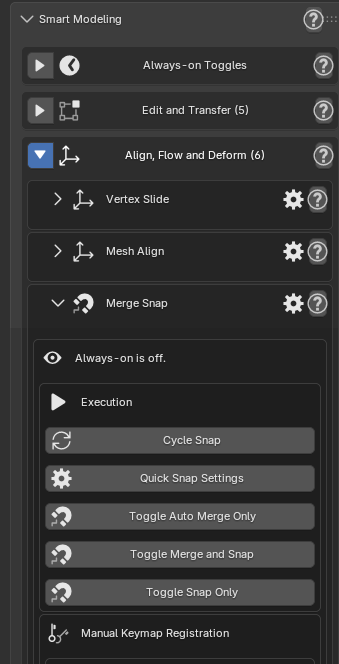 Smart Modeling
Always-on Toggles
Edit and Transfer (5)
Align, Flow and Deform (6)
Vertex Slide
Mesh Align
Merge Snap
Always-on is off.
Execution
Cycle Snap
Quick Snap Settings
Toggle Auto Merge Only
Toggle Merge and Snap
Toggle Snap Only
Manual Keymap Registration